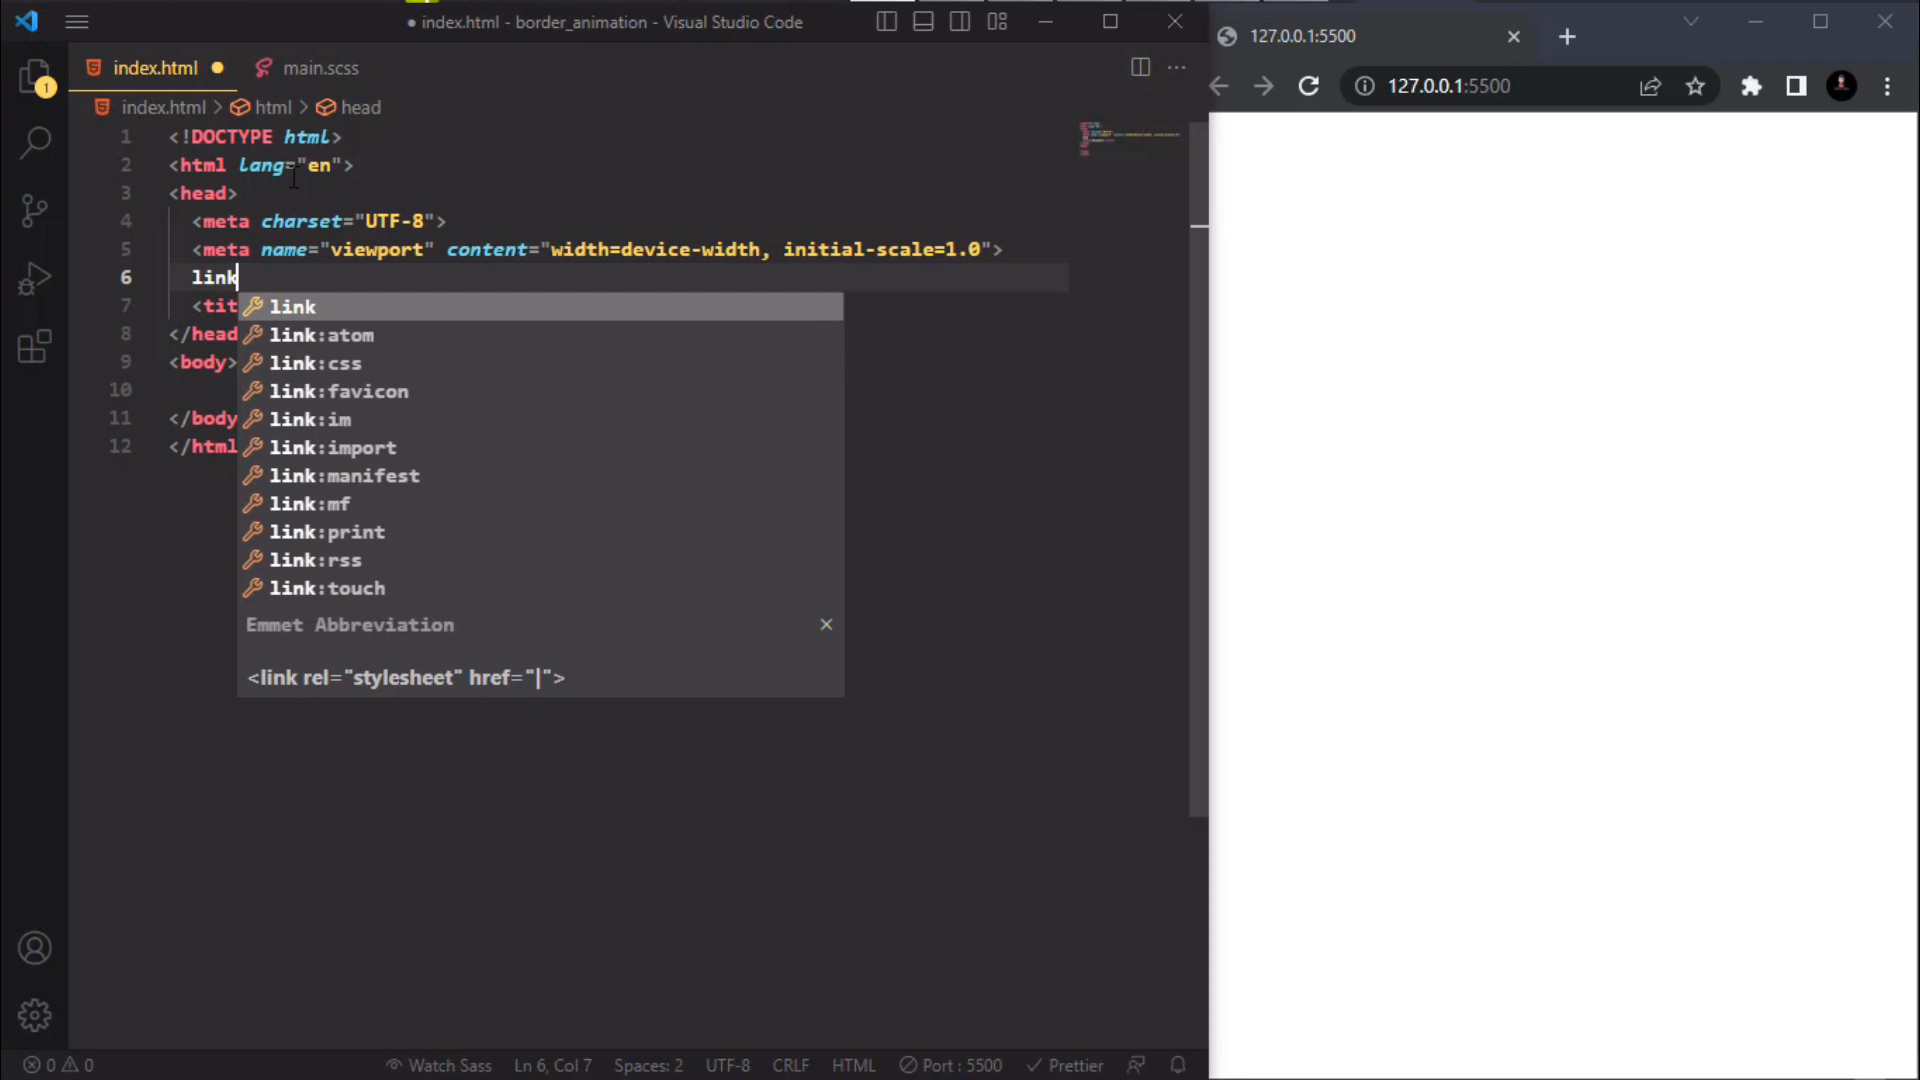 index.html - border_animation - Visual Studio Code
index.html
main.scss
1
index.html > html > head
1 <!DOCTYPE html>
2 <html lang="en">
3 <head>
4 <meta charset="UTF-8">
5 <meta name="viewport" content="width=device-width, initial-scale=1.0">
6 link
7 <tit
8 </head
9 <body>
10
11 </body
12 </html
link
link:atom
link:css
link:favicon
link:im
link:import
link:manifest
link:mf
link:print
link:rss
link:touch
Emmet Abbreviation
<link rel="stylesheet" href="|">
0 0 Watch Sass Ln 6, Col 7 Spaces: 2 UTF-8 CRLF HTML Port : 5500 Prettier
127.0.0.1:5500
127.0.0.1:5500